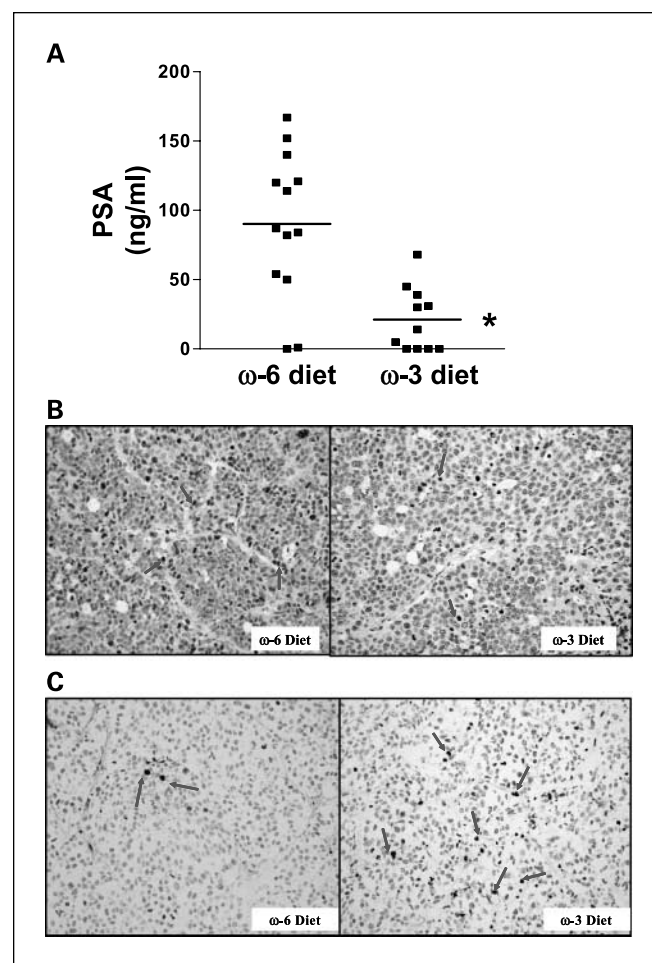 A
200
150
100
50
0
PSA
(ng/ml)
*
ω-6 diet
ω-3 diet
B
ω-6 Diet
ω-3 Diet
C
ω-6 Diet
ω-3 Diet